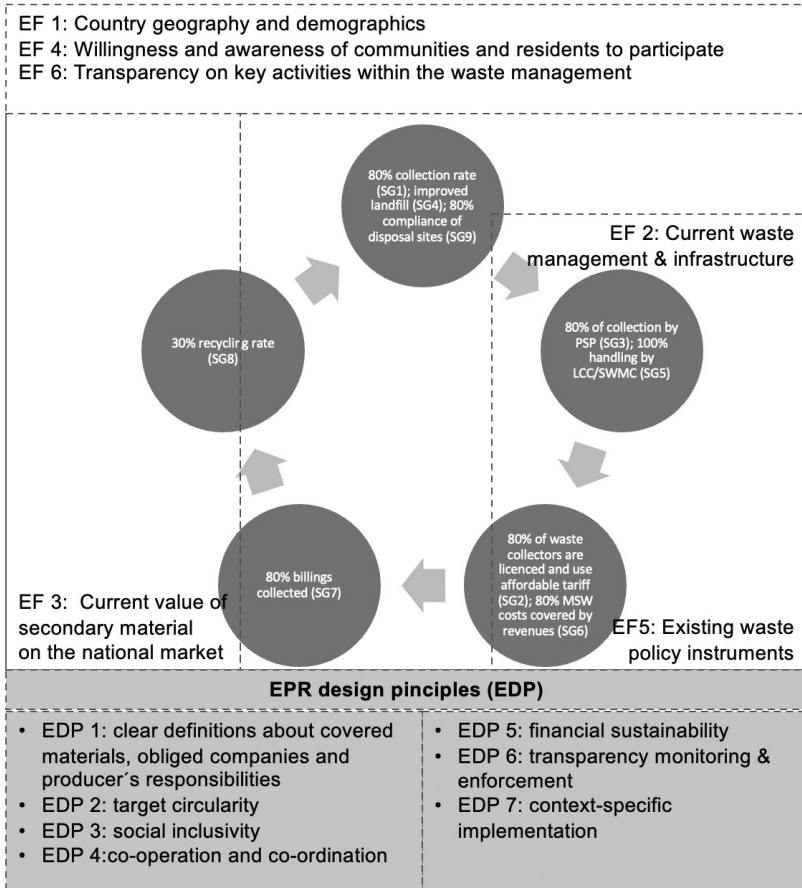 EF 1: Country geography and demographics
EF 4: Willingness and awareness of communities and residents to participate
EF 6: Transparency on key activities within the waste management
80% collection rate
(SG1); improved
landfill (SG4); 80%
compliance of
disposal sites (SG9)
EF 2: Current waste
management & infrastructure
80% of collection by
PSP (SG3); 100%
handling by
LCC/SWMC (SG5)
30% recycling rate
(SG8)
80% of waste
collectors are
licenced and use
affordable tariff
(SG2); 80% MSW
costs covered by
revenues (SG6)
80% billings
collected (SG7)
EF 3: Current value of
secondary material
on the national market
EF5: Existing waste
policy instruments
EPR design pinciples (EDP)
• EDP 1: clear definitions about covered
materials, obliged companies and
producer´s responsibilities
• EDP 2: target circularity
• EDP 3: social inclusivity
• EDP 4:co-operation and co-ordination
• EDP 5: financial sustainability
• EDP 6: transparency monitoring &
enforcement
• EDP 7: context-specific
implementation